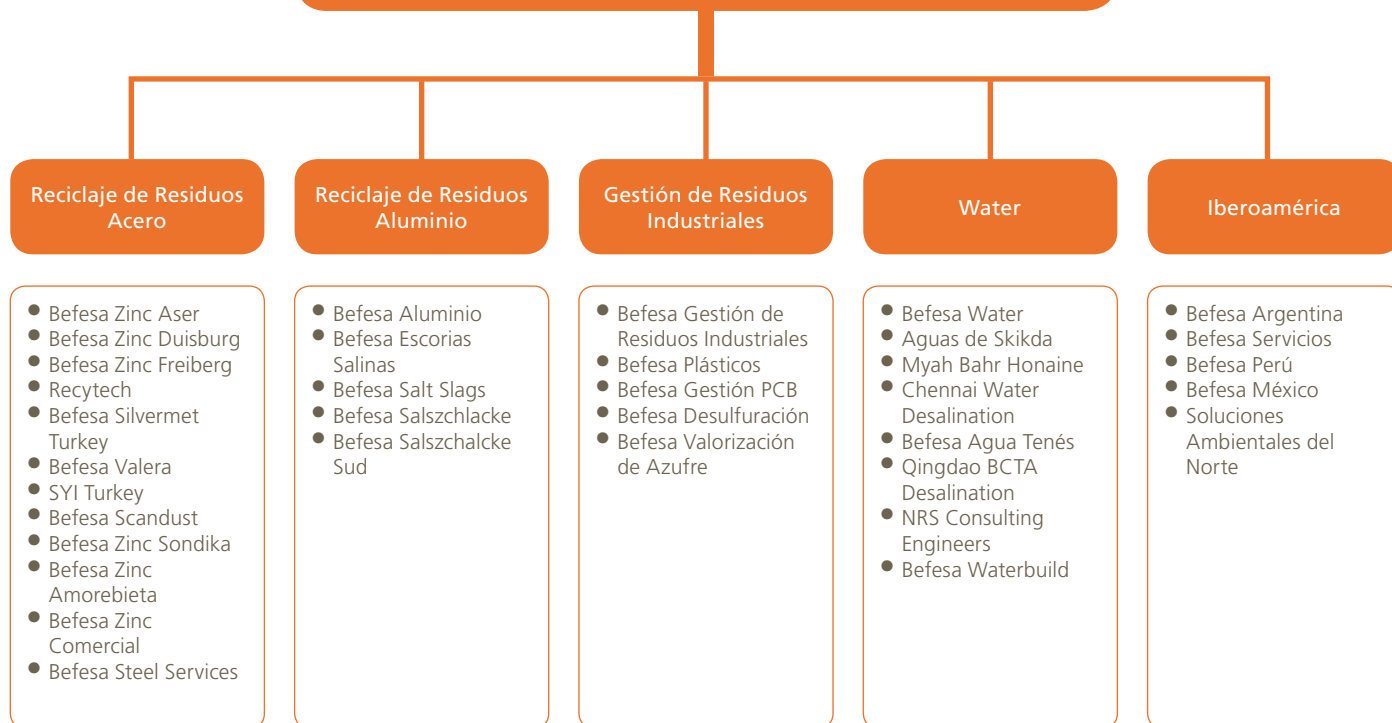 Reciclaje de Residuos
Acero
Reciclaje de Residuos
Aluminio
Gestión de Residuos
Industriales
Water
Iberoamérica
Befesa Zinc Aser
Befesa Zinc Duisburg
Befesa Zinc Freiberg
Recytech
Befesa Silvermet
Turkey
Befesa Valera
SYI Turkey
Befesa Scandust
Befesa Zinc Sondika
Befesa Zinc
Amorebieta
Befesa Zinc
Comercial
Befesa Steel Services
Befesa Aluminio
Befesa Escorias
Salinas
Befesa Salt Slags
Befesa Salszchlacke
Befesa Salszchalcke
Sud
Befesa Gestión de
Residuos Industriales
Befesa Plásticos
Befesa Gestión PCB
Befesa Desulfuración
Befesa Valorización
de Azufre
Befesa Water
Aguas de Skikda
Myah Bahr Honaine
Chennai Water
Desalination
Befesa Agua Tenés
Qingdao BCTA
Desalination
NRS Consulting
Engineers
Befesa Waterbuild
Befesa Argentina
Befesa Servicios
Befesa Perú
Befesa México
Soluciones
Ambientales del
Norte